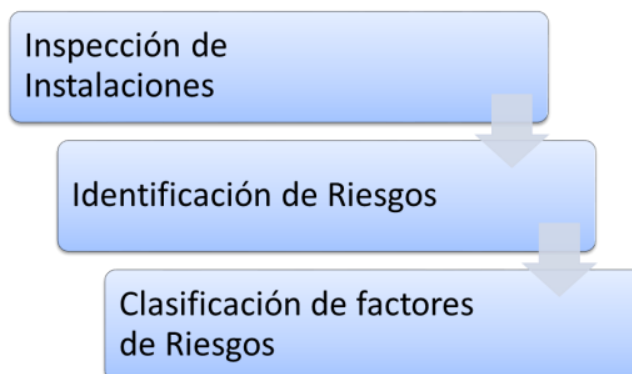 Inspección de
Instalaciones
Identificación de Riesgos
Clasificación de factores
de Riesgos